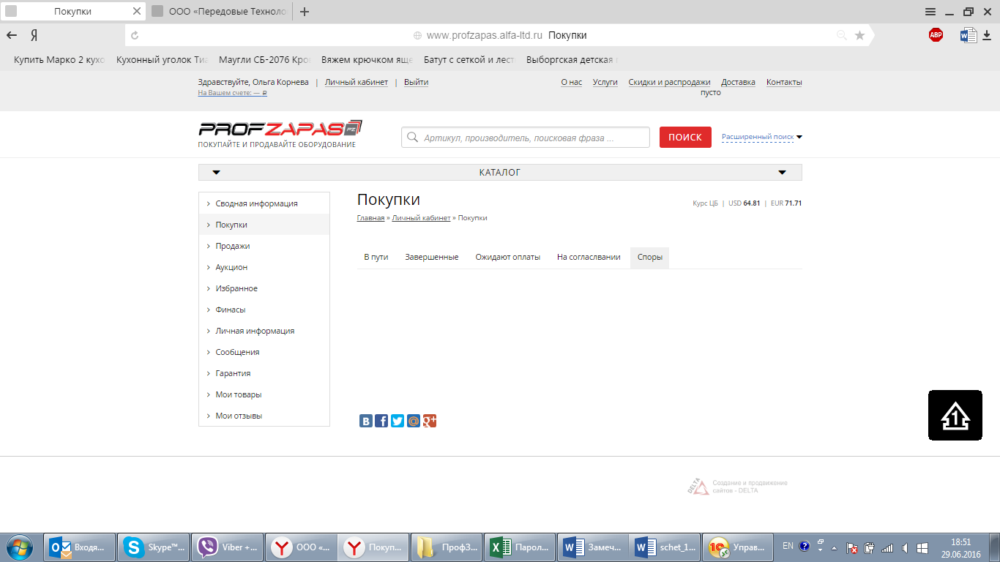 Покупки
ООО «Передовые Техноло
www.profzapas.alfa-ltd.ru Покупки
ABP
Купить Марко 2 кухо Кухонный уголок Тиа Маугли СБ-2076 Кро Вяжем крючком яще Батут с сеткой и лест Выборгская детская
Здравствуйте, Ольга Корнева | Личный кабинет | Выйти
О нас Услуги Скидки и распродажи Доставка Контакты
На Вашем счете: — ₽
пусто
PROFZAPAS PZ
ПОКУПАЙТЕ И ПРОДАВАЙТЕ ОБОРУДОВАНИЕ
Артикул, производитель, поисковая фраза ...
ПОИСК
Расширенный поиск
КАТАЛОГ
Сводная информация
Покупки
Продажи
Аукцион
Избранное
Финасы
Личная информация
Сообщения
Гарантия
Мои товары
Мои отзывы
Покупки
Курс ЦБ | USD 64.81 | EUR 71.71
Главная » Личный кабинет » Покупки
В пути Завершенные Ожидают оплаты На согласлвании Споры
1
DELTA
Создание и продвижение
сайтов - DELTA
Входя... Skype™... Viber +... ООО «... Покуп... Проф3... Парол... Замеч... schet_1... Управ...
EN
18:51
29.06.2016